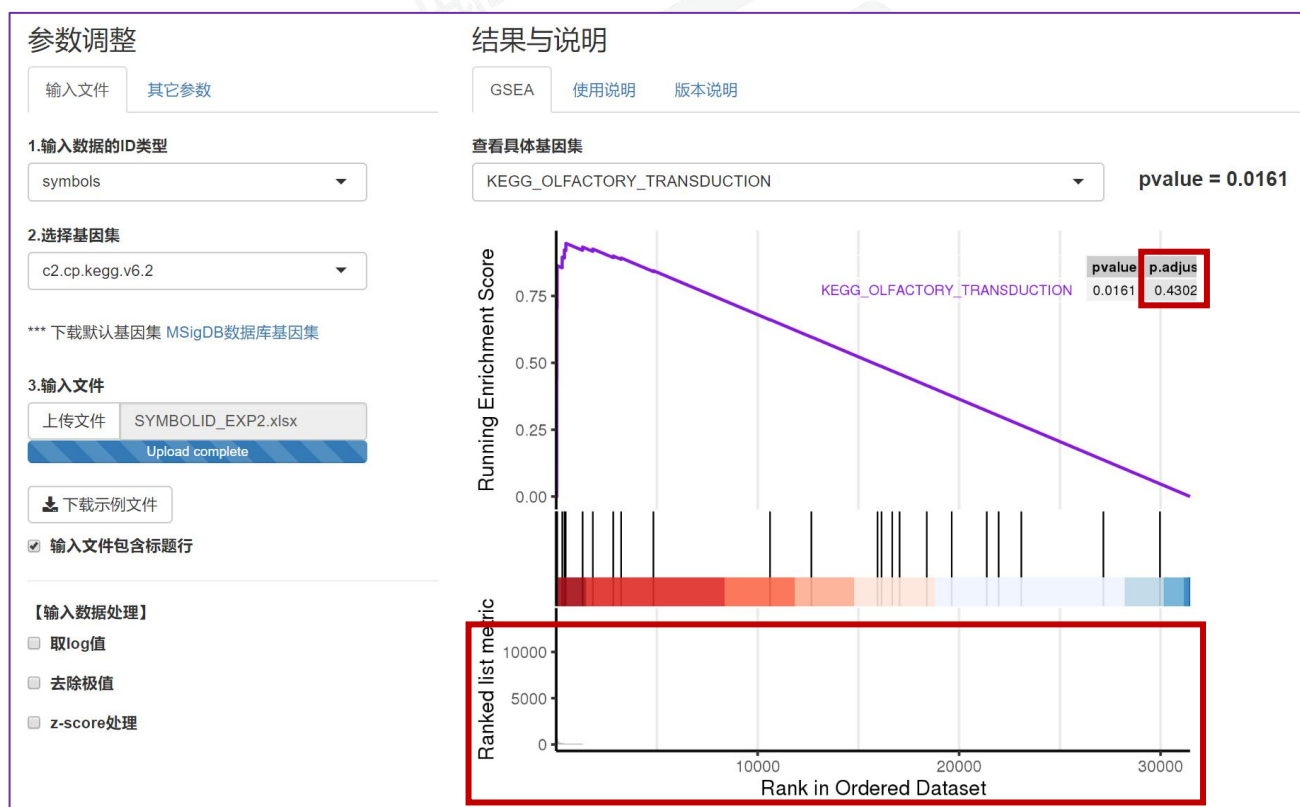 参数调整
输入文件 其它参数
1.输入数据的ID类型
symbols
2.选择基因集
c2.cp.kegg.v6.2
*** 下载默认基因集 MSigDB数据库基因集
3.输入文件
上传文件 SYMBOLID_EXP2.xlsx
Upload complete
下载示例文件
输入文件包含标题行
【输入数据处理】
取log值
去除极值
z-score处理
结果与说明
GSEA 使用说明 版本说明
查看具体基因集
KEGG_OLFACTORY_TRANSDUCTION pvalue = 0.0161
pvalue p.adjus
KEGG_OLFACTORY_TRANSDUCTION 0.0161 0.4302
Running Enrichment Score
0.75
0.50
0.25
0.00
Ranked list metric
10000
5000
0
10000 20000 30000
Rank in Ordered Dataset